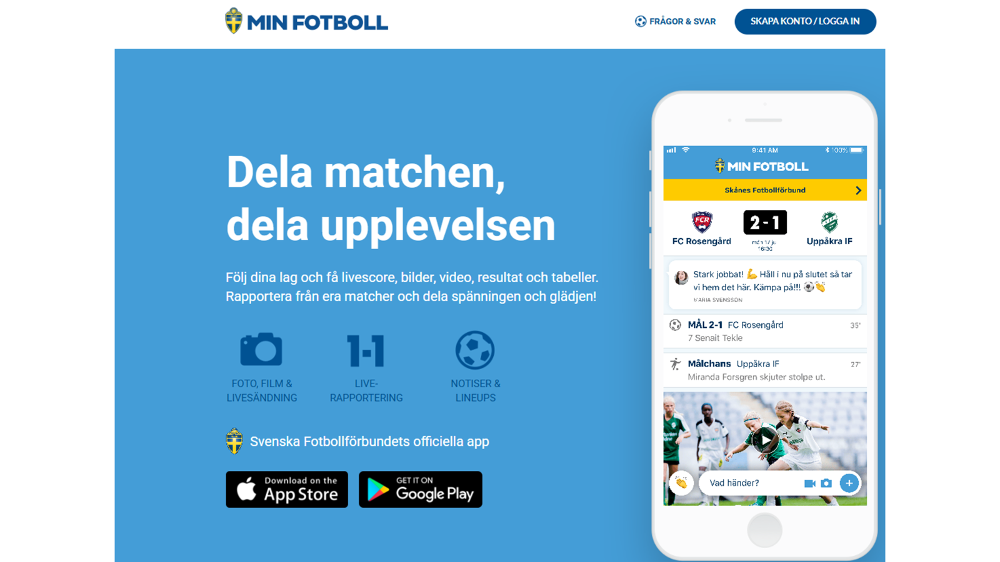 MIN FOTBOLL
FRÅGOR & SVAR
SKAPA KONTO / LOGGA IN
Dela matchen,
dela upplevelsen
Följ dina lag och få livescore, bilder, video, resultat och tabeller.
Rapportera från era matcher och dela spänningen och glädjen!
1-1
FOTO, FILM &
LIVESÄNDNING
LIVE-
RAPPORTERING
NOTISER &
LINEUPS
Svenska Fotbollförbundets officiella app
Download on the
App Store
GET IT ON
Google Play
9:41 AM
100%
MIN FOTBOLL
Skånes Fotbollförbund
FCR
2-1
FC Rosengård
Uppåkra IF
mån 17 ju
16:30
Stark jobbat! 💪 Håll i nu på slutet så tar
vi hem det här. Kämpa på!!! ⚽👏
MARIA SVENSSON
MÅL 2-1 FC Rosengård
35'
7 Senait Tekle
Målchans Uppåkra IF
27'
Miranda Forsgren skjuter stolpe ut.
Vad händer?